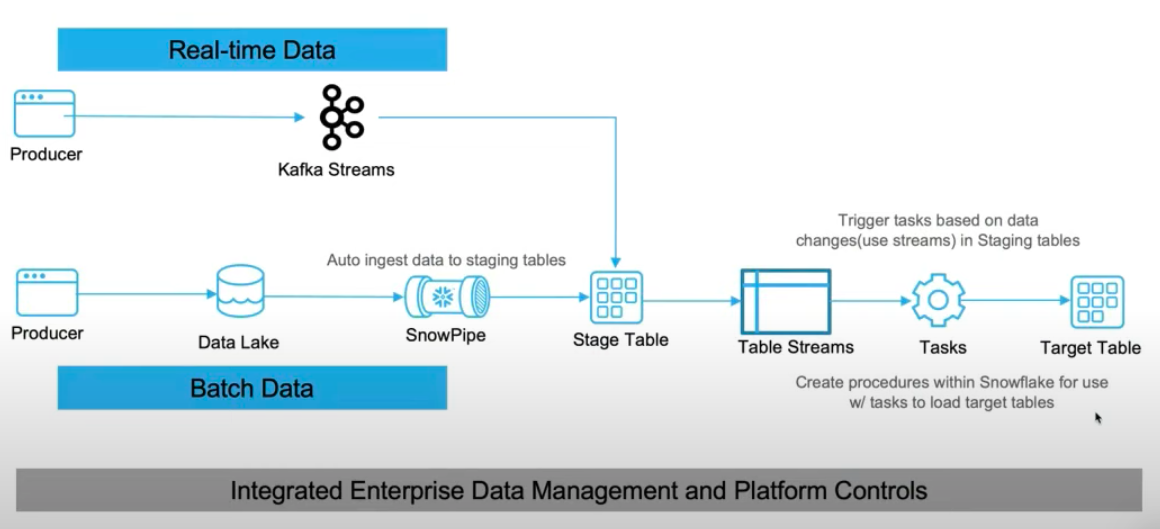 Real-time Data
Producer
Kafka Streams
Trigger tasks based on data
changes(use streams) in Staging tables
Auto ingest data to staging tables
Producer
Data Lake
SnowPipe
Stage Table
Table Streams
Tasks
Target Table
Batch Data
Create procedures within Snowflake for use
w/ tasks to load target tables
Integrated Enterprise Data Management and Platform Controls